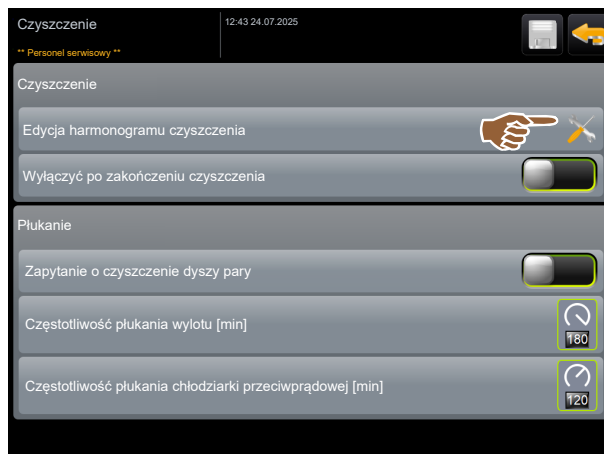 Czyszczenie
12:43 24.07.2025
** Personel serwisowy **
Czyszczenie
Edycja harmonogramu czyszczenia
Wyłączyć po zakończeniu czyszczenia
Płukanie
Zapytanie o czyszczenie dyszy pary
Częstotliwość płukania wylotu [min]
180
Częstotliwość płukania chłodziarki przeciwprądowej [min]
120